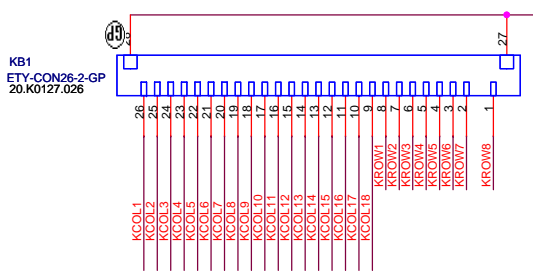 GP
28
27
KB1
ETY-CON26-2-GP
20.K0127.026
26
25
24
23
22
21
20
19
18
17
16
15
14
13
12
11
10
9
8
7
6
5
4
3
2
1
KCOL1
KCOL2
KCOL3
KCOL4
KCOL5
KCOL6
KCOL7
KCOL8
KCOL9
KCOL10
KCOL11
KCOL12
KCOL13
KCOL14
KCOL15
KCOL16
KCOL17
KCOL18
KROW1
KROW2
KROW3
KROW4
KROW5
KROW6
KROW7
KROW8